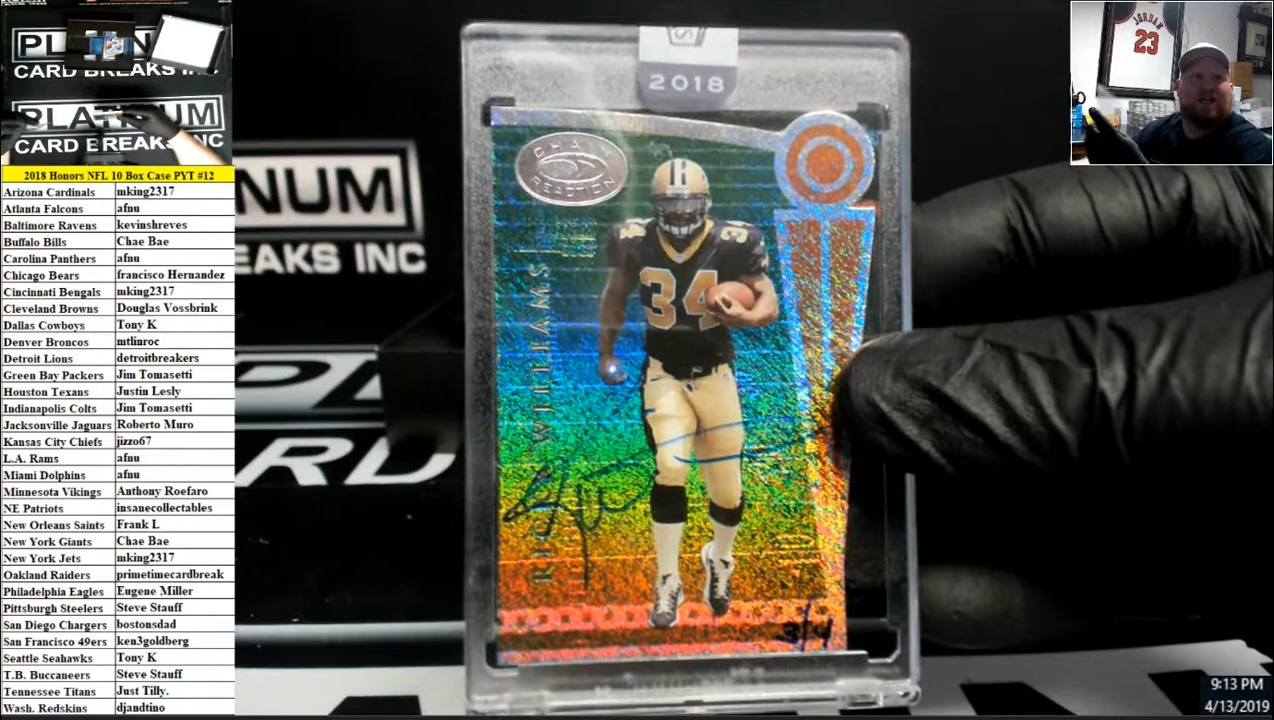 PLATINUM
CARD BREAKS INC
PLATINUM
CARD BREAKS INC
2018 Honors NFL 10 Box Case PYT #12
Arizona Cardinals mking2317
Atlanta Falcons afnu
Baltimore Ravens kevinshreves
Buffalo Bills Chae Bae
Carolina Panthers afnu
Chicago Bears francisco Hernandez
Cincinnati Bengals mking2317
Cleveland Browns Douglas Vossbrink
Dallas Cowboys Tony K
Denver Broncos mtlinroc
Detroit Lions detroitbreakers
Green Bay Packers Jim Tomasetti
Houston Texans Justin Lesly
Indianapolis Colts Jim Tomasetti
Jacksonville Jaguars Roberto Muro
Kansas City Chiefs jizzo67
L.A. Rams afnu
Miami Dolphins afnu
Minnesota Vikings Anthony Roefaro
NE Patriots insanecollectables
New Orleans Saints Frank L
New York Giants Chae Bae
New York Jets mking2317
Oakland Raiders primetimecardbreak
Philadelphia Eagles Eugene Miller
Pittsburgh Steelers Steve Stauff
San Diego Chargers bostonsdad
San Francisco 49ers ken3goldberg
Seattle Seahawks Tony K
T.B. Buccaneers Steve Stauff
Tennessee Titans Just Tilly.
Wash. Redskins djandtino
NUM
EAKS INC
CARD
2018
CHAIN
REACTION
34
34
RICKY WILLIAMS
JORDAN
23
9:13 PM
4/13/2019